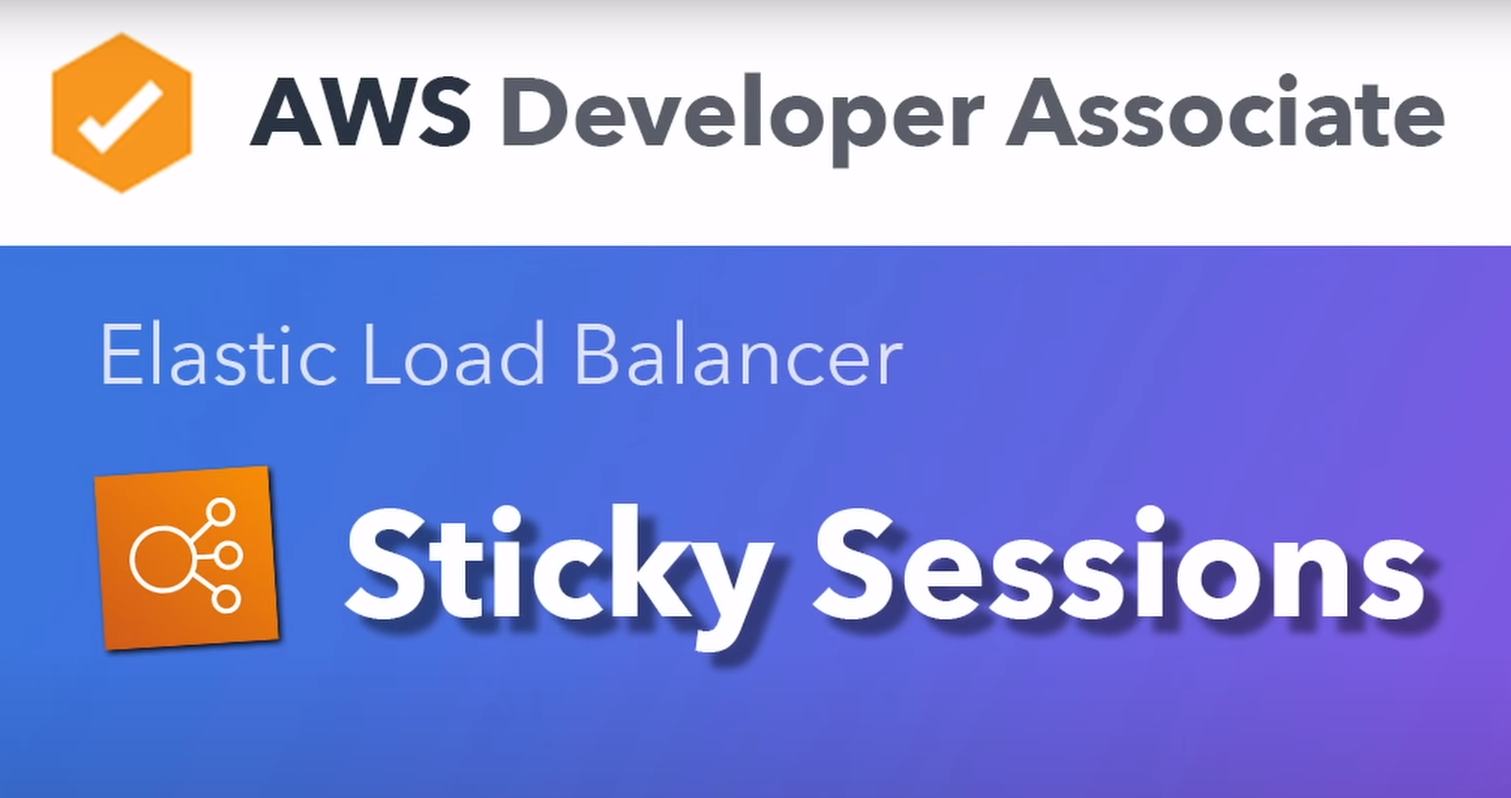 AWS Developer Associate
Elastic Load Balancer
Sticky Sessions